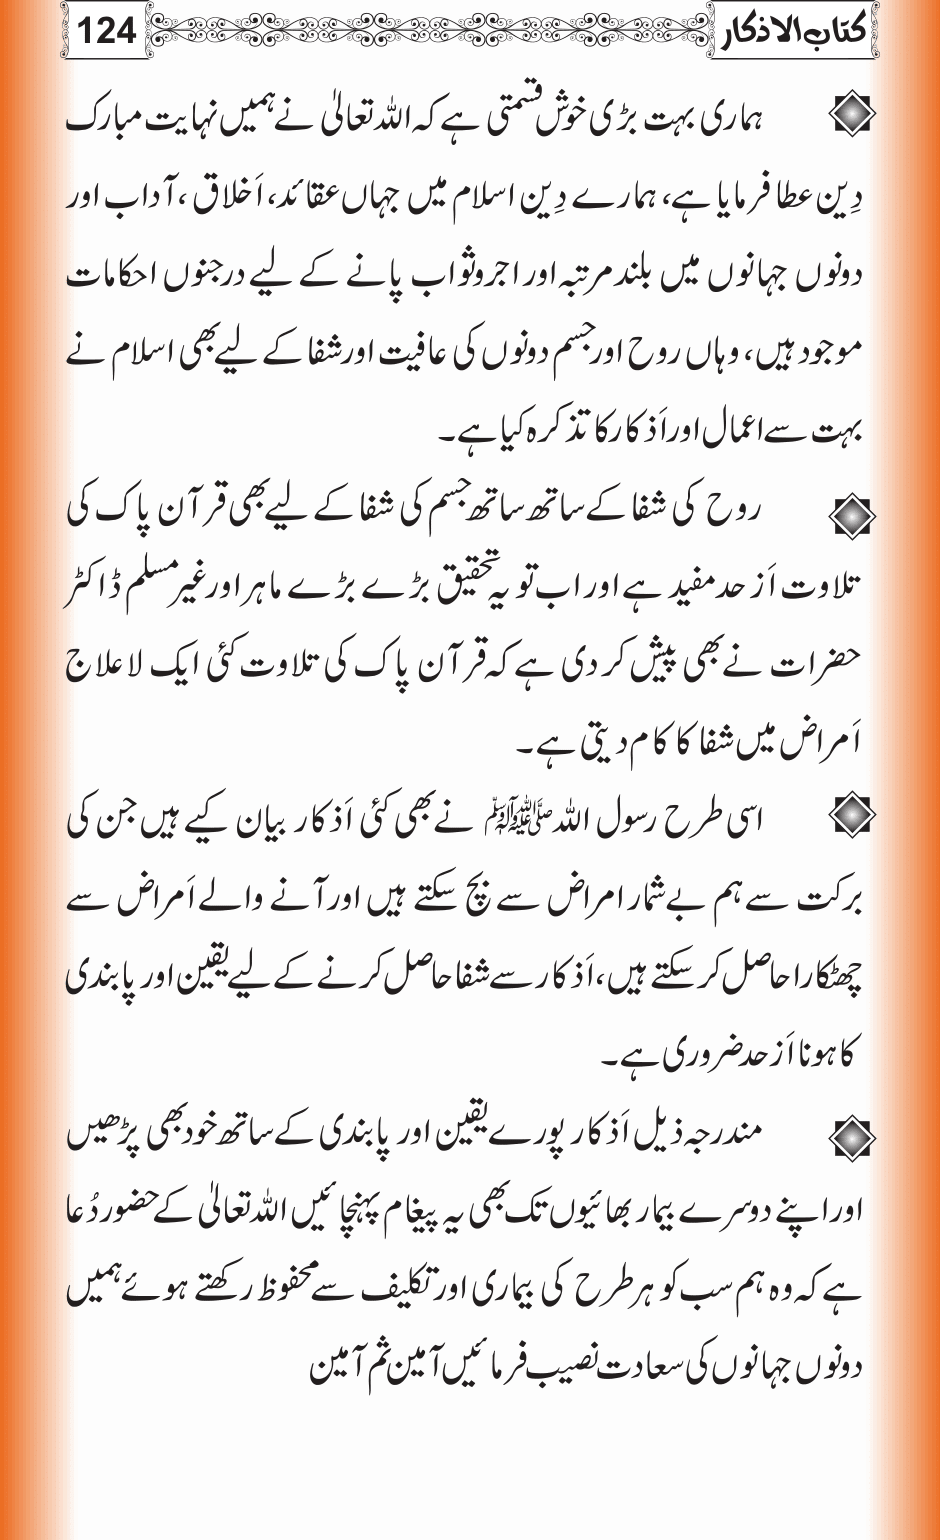 کتاب الاذکار 124
ہماری بہت بڑی خوش قسمتی ہے کہ اللہ تعالیٰ نے ہمیں نہایت مبارک
دِین عطا فرمایا ہے، ہمارے دِین اسلام میں جہاں عقائد، اَخلاق، آداب اور
دونوں جہانوں میں بلند مرتبہ اور اجر و ثواب پانے کے لیے درجنوں احکامات
موجود ہیں، وہاں روح اور جسم دونوں کی عافیت اور شفا کے لیے بھی اسلام نے
بہت سے اعمال اور اَذکار کا تذکرہ کیا ہے۔
روح کی شفا کے ساتھ ساتھ جسم کی شفا کے لیے بھی قرآن پاک کی
تلاوت اَز حد مفید ہے اور اب تو یہ تحقیق بڑے بڑے ماہر اور غیر مسلم ڈاکٹر
حضرات نے بھی پیش کر دی ہے کہ قرآن پاک کی تلاوت کئی ایک لاعلاج
اَمراض میں شفا کا کام دیتی ہے۔
اسی طرح رسول اللہ ﷺ نے بھی کئی اَذکار بیان کیے ہیں جن کی
برکت سے ہم بے شمار امراض سے بچ سکتے ہیں اور آنے والے اَمراض سے
چھٹکارا حاصل کر سکتے ہیں، اَذکار سے شفا حاصل کرنے کے لیے یقین اور پابندی
کا ہونا اَز حد ضروری ہے۔
مندرجہ ذیل اَذکار پورے یقین اور پابندی کے ساتھ خود بھی پڑھیں
اور اپنے دوسرے بیمار بھائیوں تک بھی یہ پیغام پہنچائیں اللہ تعالیٰ کے حضور دُعا
ہے کہ وہ ہم سب کو ہر طرح کی بیماری اور تکلیف سے محفوظ رکھتے ہوئے ہمیں
دونوں جہانوں کی سعادت نصیب فرمائیں آمین ثم آمین